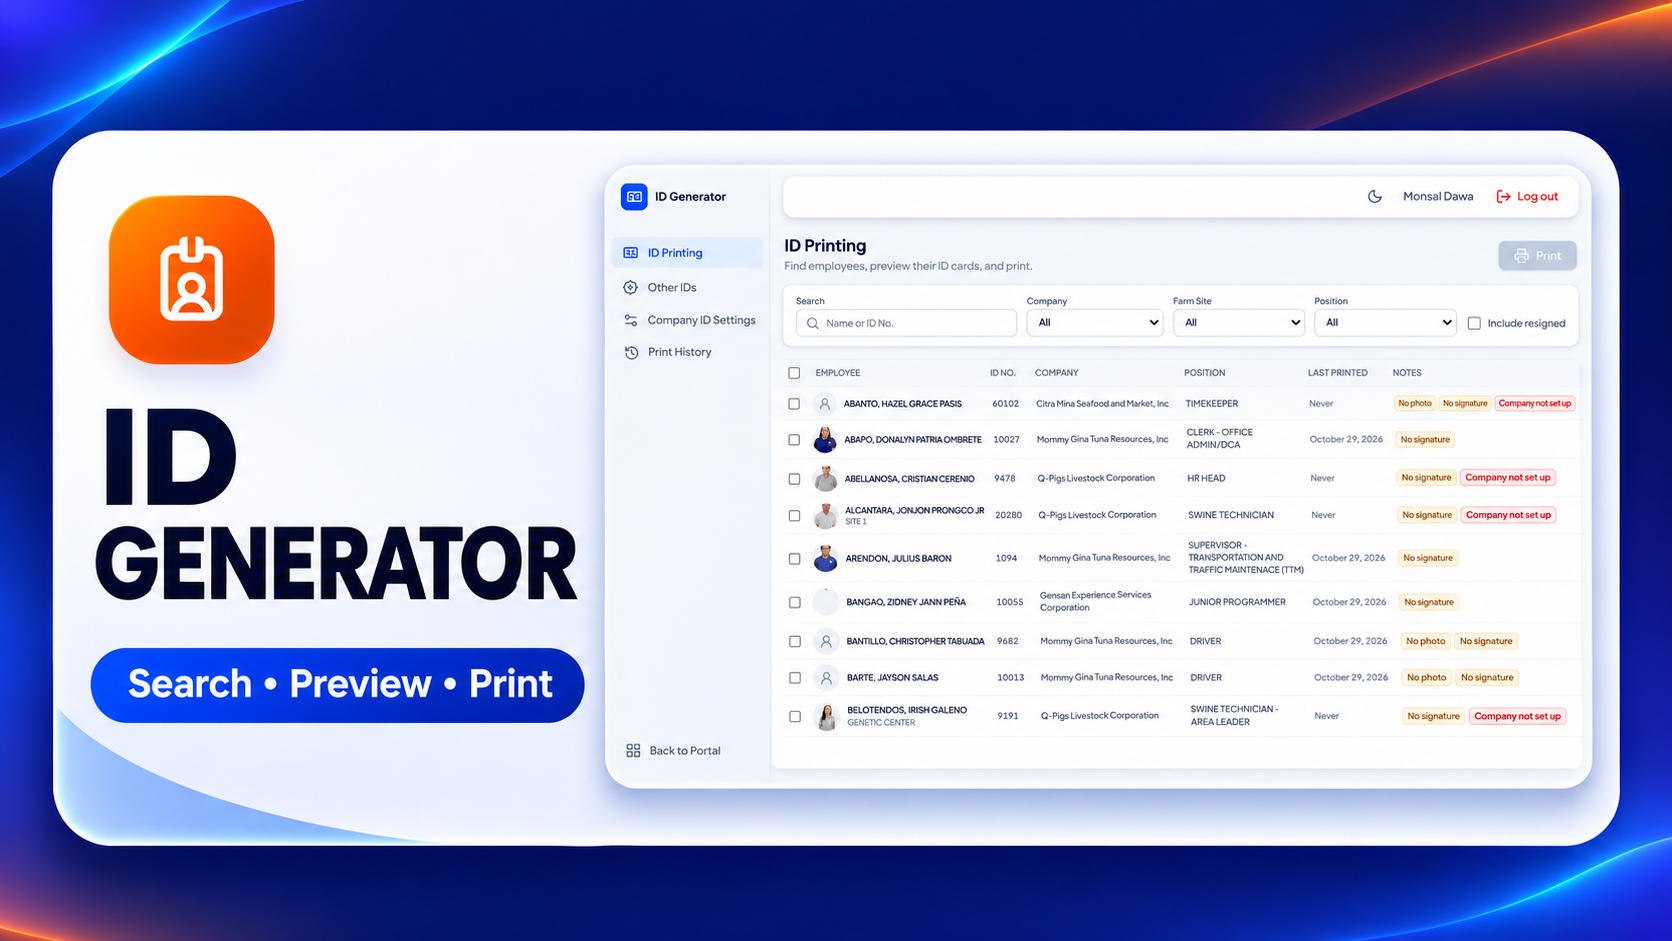 ID
GENERATOR
Search • Preview • Print
ID Generator
ID Printing
Other IDs
Company ID Settings
Print History
Back to Portal
Monsal Dawa
Log out
ID Printing
Find employees, preview their ID cards, and print.
Print
Search
Company
Farm Site
Position
Name or ID No.
All
All
All
Include resigned
EMPLOYEE ID NO. COMPANY POSITION LAST PRINTED NOTES
ABANTO, HAZEL GRACE PASIS 60102 Citra Mina Seafood and Market, Inc TIMEKEEPER Never No photo No signature Company not set up
ABAPO, DONALYN PATRIA OMBRETE 10027 Mommy Gina Tuna Resources, Inc CLERK - OFFICE October 29, 2026 No signature
ADMIN/DCA
ABELLANOSA, CRISTIAN CERENIO 9478 Q-Pigs Livestock Corporation HR HEAD Never No signature Company not set up
ALCANTARA, JONJON PRONGCO JR 20280 Q-Pigs Livestock Corporation SWINE TECHNICIAN Never No signature Company not set up
SITE 1
SUPERVISOR -
ARENDON, JULIUS BARON 1094 Mommy Gina Tuna Resources, Inc TRANSPORTATION AND October 29, 2026 No signature
TRAFFIC MAINTENACE (TTM)
Gensan Experience Services
BANGAO, ZIDNEY JANN PEÑA 10055 Corporation JUNIOR PROGRAMMER October 29, 2026 No signature
BANTILLO, CHRISTOPHER TABUADA 9682 Mommy Gina Tuna Resources, Inc DRIVER October 29, 2026 No photo No signature
BARTE, JAYSON SALAS 10013 Mommy Gina Tuna Resources, Inc DRIVER October 29, 2026 No photo No signature
BELOTENDOS, IRISH GALENO 9191 Q-Pigs Livestock Corporation SWINE TECHNICIAN - Never No signature Company not set up
GENETIC CENTER AREA LEADER